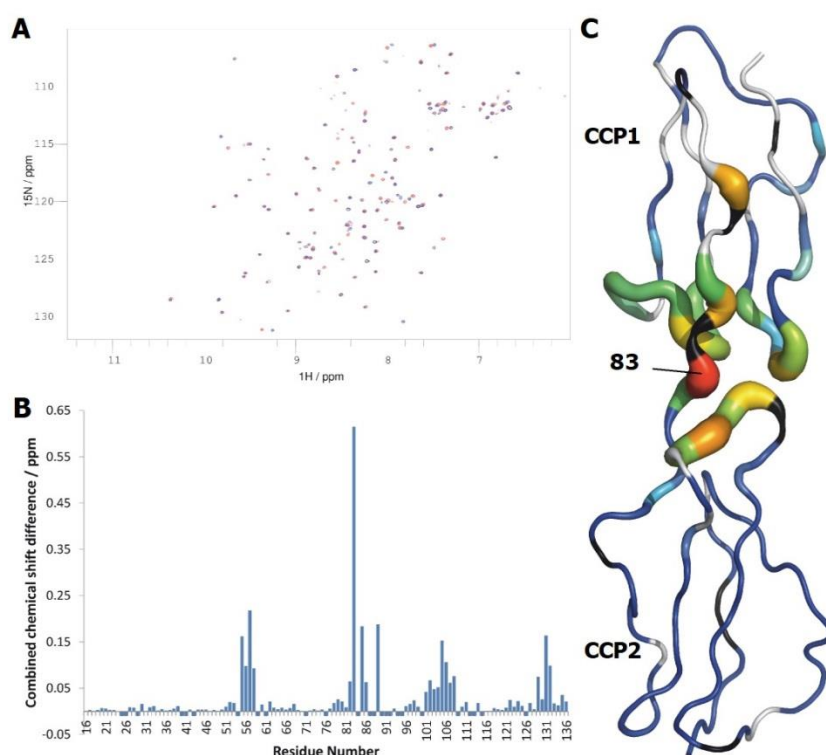 A
15N / ppm
110
115
120
125
130
11 10 9 8 7
1H / ppm
B
Combined chemical shift difference / ppm
0.65
0.55
0.45
0.35
0.25
0.15
0.05
-0.05
16 21 26 31 36 41 46 51 56 61 66 71 76 81 86 91 96 101 106 111 116 121 126 131 136
Residue Number
C
CCP1
83
CCP2